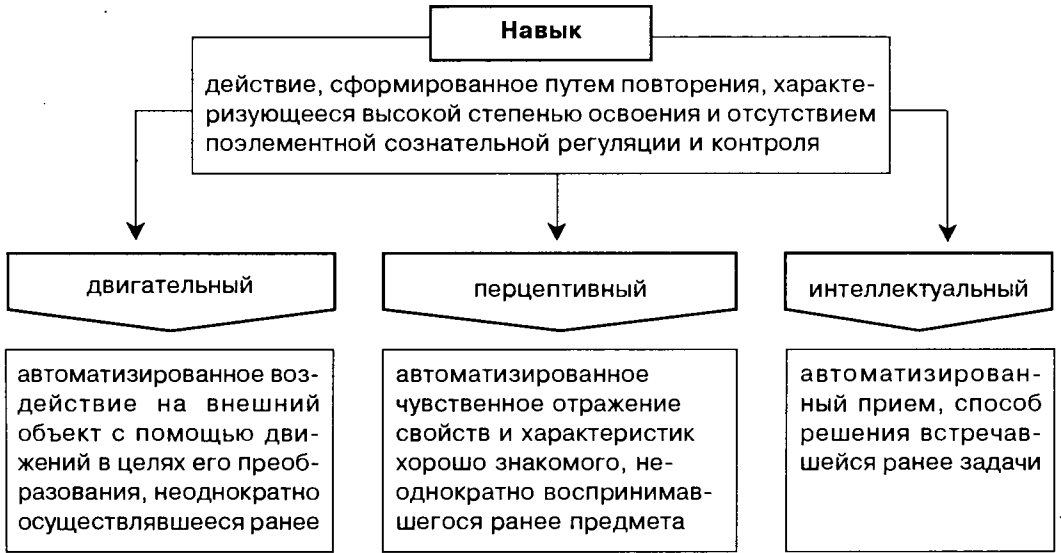 Навык
действие, сформированное путем повторения, характе-
ризующееся высокой степенью освоения и отсутствием
поэлементной сознательной регуляции и контроля
двигательный
перцептивный
интеллектуальный
автоматизированное воз-
действие на внешний
объект с помощью дви-
жений в целях его преоб-
разования, неоднократно
осуществлявшееся ранее
автоматизированное
чувственное отражение
свойств и характеристик
хорошо знакомого, не-
однократно воспринимав-
шегося ранее предмета
автоматизирован-
ный прием, способ
решения встречав-
шейся ранее задачи